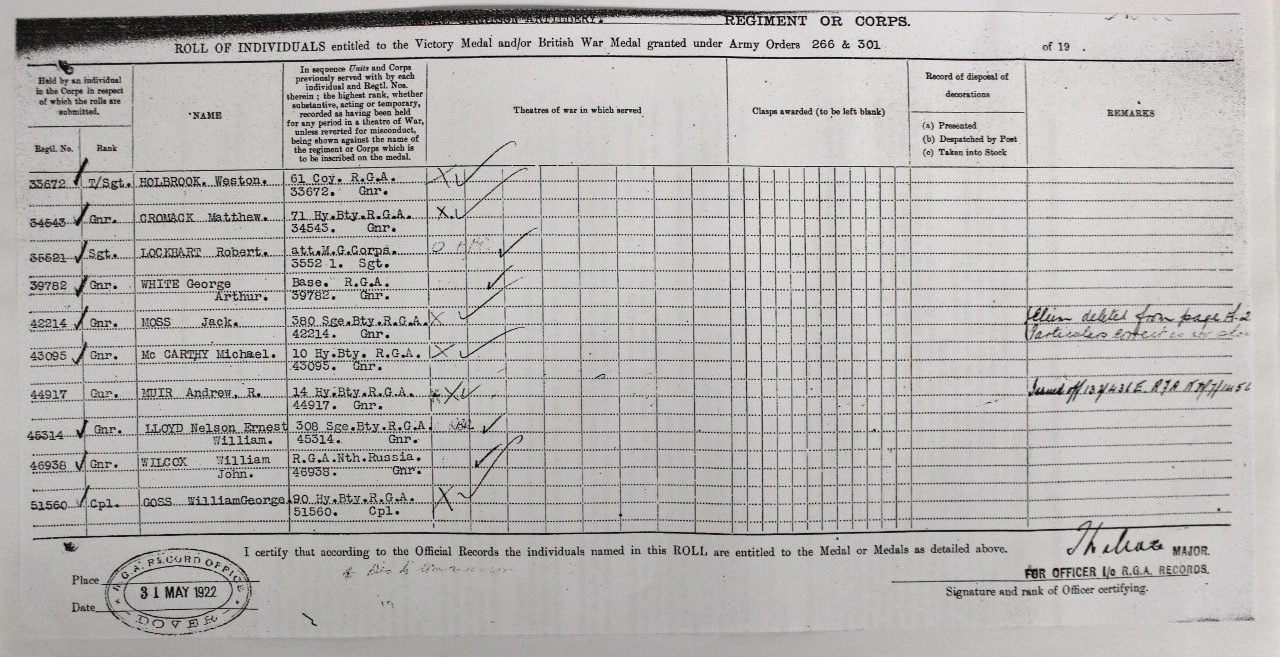 GARRISON ARTILLERY. REGIMENT OR CORPS.
ROLL OF INDIVIDUALS entitled to the Victory Medal and/or British War Medal granted under Army Orders 266 & 301 of 19 .
Held by an individual
in the Corps in respect
of which the rolls are
submitted.
Regtl. No. Rank
NAME
In sequence Units and Corps
previously served with by each
individual and Regtl. Nos.
therein ; the highest rank, whether
substantive, acting or temporary,
recorded as having been held
for any period in a theatre of War,
unless reverted for misconduct,
being shown against the name of
the regiment or Corps which is
to be inscribed on the medal.
Theatres of war in which served
Clasps awarded (to be left blank)
Record of disposal of
decorations
(a) Presented
(b) Despatched by Post
(c) Taken into Stock
REMARKS
33672 T/Sgt. HOLBROOK. Weston. 61 Coy. R.G.A. X
33672. Gnr.
34543 Gnr. CROMACK Matthew. 71 Hy.Bty.R.G.A. X.
34543. Gnr.
35521 Sgt. LOCKHART Robert. att.M.G.Corps.
3552 1. Sgt.
39782 Gnr. WHITE George Base. R.G.A.
Arthur. 39782. Gnr.
42214 Gnr. MOSS Jack. 380 Sge.Bty.R.G.A. X deleted from page
42214. Gnr. Particulars
43095 Gnr. Mc CARTHY Michael. 10 Hy.Bty. R.G.A. X
43095. Gnr.
44917 Gnr. MUIR Andrew. R. 14 Hy.Bty.R.G.A. X Issued off
44917. Gnr.
45314 Gnr. LLOYD Nelson Ernest 308 Sge.Bty.R.G.A.
William. 45314. Gnr.
46938 Gnr. WILCOX William R.G.A.Nth.Russia.
John. 46938. Gnr.
51560 Cpl. GOSS WilliamGeorge 90 Hy.Bty.R.G.A. X
51560. Cpl.
I certify that according to the Official Records the individuals named in this ROLL are entitled to the Medal or Medals as detailed above.
MAJOR.
FOR OFFICER I/c R.G.A. RECORDS.
Signature and rank of Officer certifying.
Place
Date
R.G.A. RECORD OFFICE
31 MAY 1922
DOVER